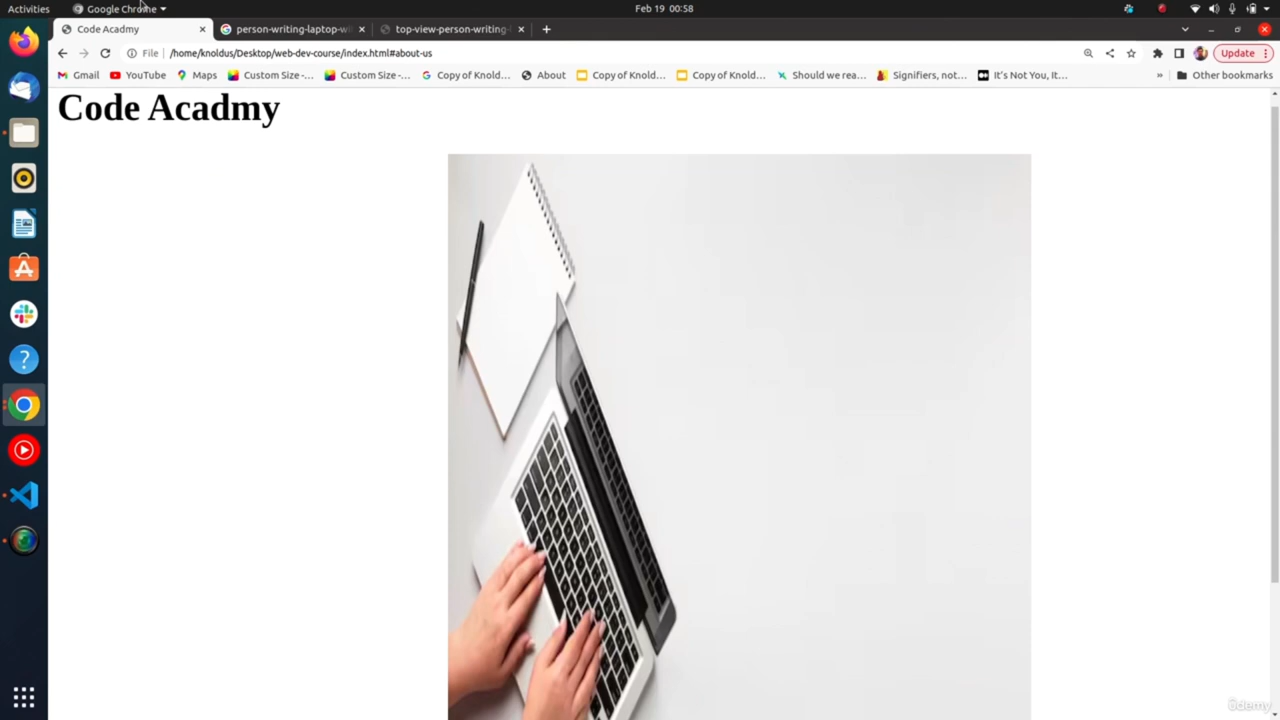 Activities Google Chrome Feb 19 00:58
Code Acadmy person-writing-laptop-wi top-view-person-writing-
File /home/knoldus/Desktop/web-dev-course/index.html#about-us Update
Gmail YouTube Maps Custom Size -... Custom Size -... Copy of Knold... About Copy of Knold... Copy of Knold... Should we rea... Signifiers, not... It's Not You, It... » Other bookmarks
Code Acadmy
ûdemy